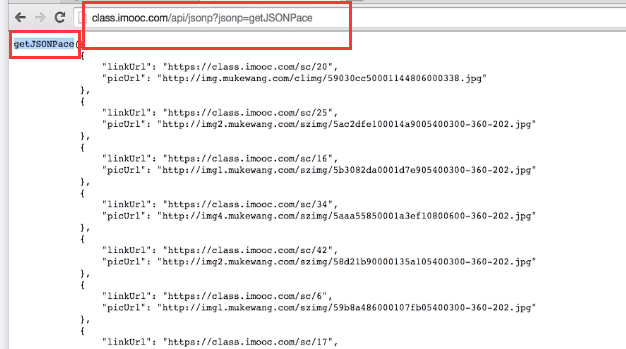 class.imooc.com/api/jsonp?jsonp=getJSONPace
getJSONPace(
{
"linkUrl": "https://class.imooc.com/sc/20",
"picUrl": "http://img.mukewang.com/climg/59030cc50001144806000338.jpg"
},
{
"linkUrl": "https://class.imooc.com/sc/25",
"picUrl": "http://img2.mukewang.com/szimg/5ac2dfe100014a9005400300-360-202.jpg"
},
{
"linkUrl": "https://class.imooc.com/sc/16",
"picUrl": "http://img1.mukewang.com/szimg/5b3082da0001d7e905400300-360-202.jpg"
},
{
"linkUrl": "https://class.imooc.com/sc/34",
"picUrl": "http://img4.mukewang.com/szimg/5aaa55850001a3ef10800600-360-202.jpg"
},
{
"linkUrl": "https://class.imooc.com/sc/42",
"picUrl": "http://img2.mukewang.com/szimg/58d21b90000135a105400300-360-202.jpg"
},
{
"linkUrl": "https://class.imooc.com/sc/6",
"picUrl": "http://img1.mukewang.com/szimg/59b8a486000107fb05400300-360-202.jpg"
},
{
"linkUrl": "https://class.imooc.com/sc/17",